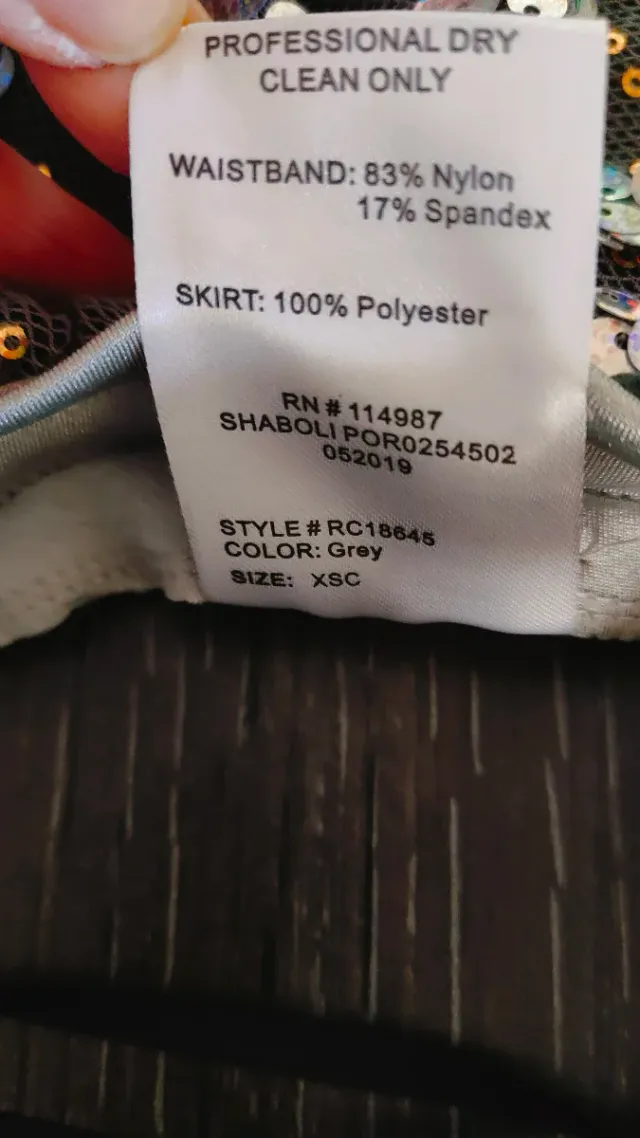 PROFESSIONAL DRY
CLEAN ONLY
WAISTBAND: 83% Nylon
17% Spandex
SKIRT: 100% Polyester
RN # 114987
SHABOLI POR0254502
052019
STYLE # RC18645
COLOR: Grey
SIZE: XSC